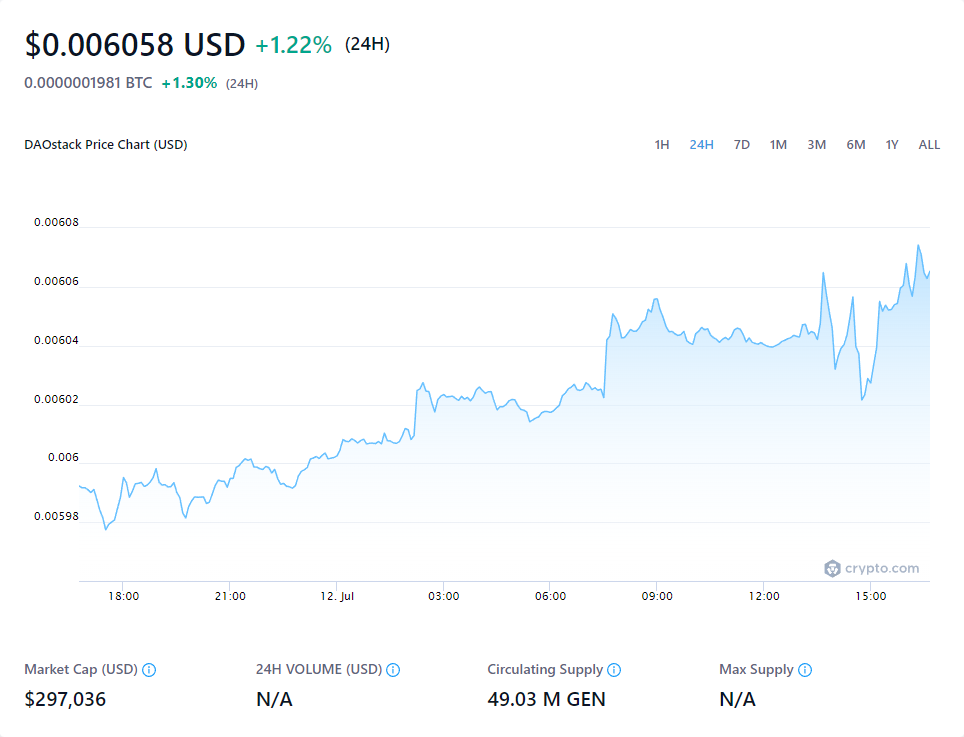 $0.006058 USD +1.22% (24H)
0.0000001981 BTC +1.30% (24H)
DAOstack Price Chart (USD) 1H 24H 7D 1M 3M 6M 1Y ALL
0.00608
0.00606
0.00604
0.00602
0.006
0.00598
crypto.com
18:00 21:00 12. Jul 03:00 06:00 09:00 12:00 15:00
Market Cap (USD) 24H VOLUME (USD) Circulating Supply Max Supply
$297,036 N/A 49.03 M GEN N/A